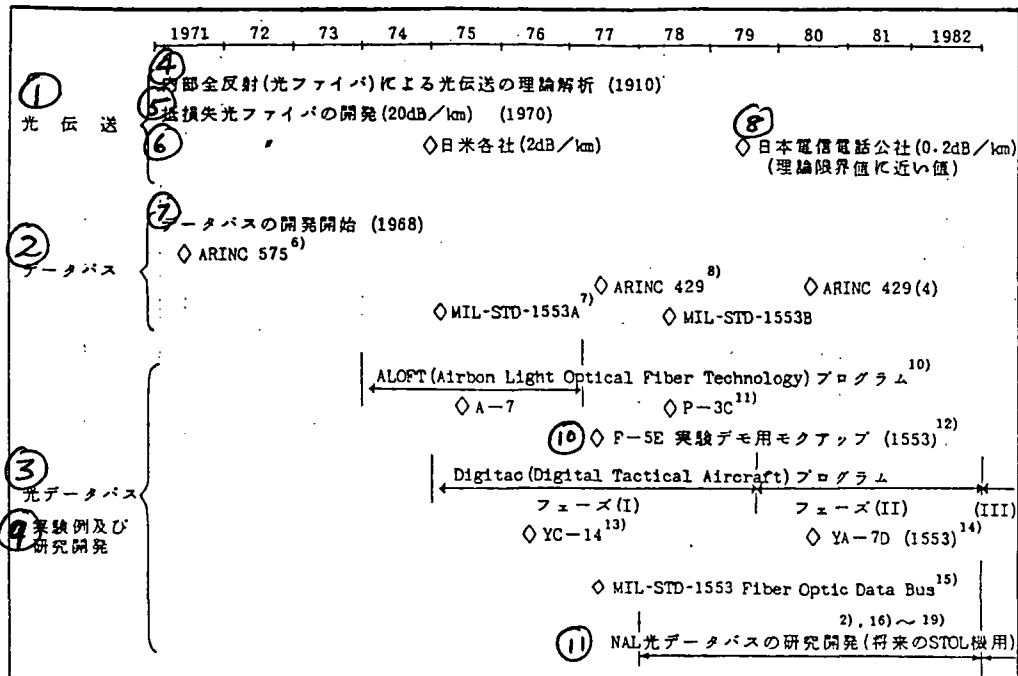 1971 72 73 74 75 76 77 78 79 80 81 1982
④
内部全反射(光ファイバ)による光伝送の理論解析 (1910)
①
⑤
抵損失光ファイバの開発(20dB/km) (1970)
光伝送
⑥
〃
◇日米各社(2dB/km)
⑧
◇日本電信電話公社(0.2dB/km)
(理論限界値に近い値)
⑦
データバスの開発開始 (1968)
②
データバス
◇ ARINC 575 6)
◇ ARINC 429 8)
◇ ARINC 429(4)
◇MIL-STD-1553A 7)
◇ MIL-STD-1553B
ALOFT(Airbon Light Optical Fiber Technology)プログラム 10)
◇ A-7
◇ P-3C 11)
⑩ ◇ F-5E 実験デモ用モクアップ (1553) 12)
③
光データバス
Digitac(Digital Tactical Aircraft)プログラム
フェーズ(I) フェーズ(II) (III)
⑨ 実験例及び
研究開発
◇ YC-14 13)
◇ YA-7D (1553) 14)
◇ MIL-STD-1553 Fiber Optic Data Bus 15)
2), 16)～ 19)
⑪ NAL光データバスの研究開発(将来のSTOL機用)